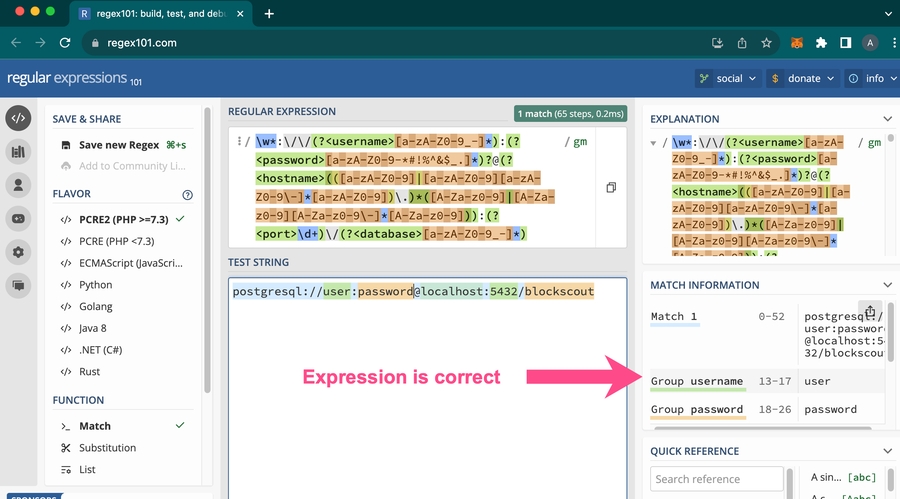 regex101: build, test, and deb
regex101.com
A
regular expressions 101
social
$ donate
info
SAVE & SHARE
Save new Regex ⌘+s
Add to Community Li...
FLAVOR
</> PCRE2 (PHP >=7.3)
</> PCRE (PHP <7.3)
</> ECMAScript (JavaScri...
</> Python
</> Golang
</> Java 8
</> .NET (C#)
</> Rust
FUNCTION
Match
Substitution
List
SPONSORS
REGULAR EXPRESSION
1 match (65 steps, 0.2ms)
/ \w*:\/\/(?<username>[a-zA-Z0-9_-]*):(? / gm
<password>[a-zA-Z0-9-*#!%^&$_.]*)?@(?
<hostname>(([a-zA-Z0-9]|[a-zA-Z0-9][a-zA-
Z0-9\-]*[a-zA-Z0-9])\.)*([A-Za-z0-9]|[A-Za-
z0-9][A-Za-z0-9\-]*[A-Za-z0-9])):(?
<port>\d+)\/(?<database>[a-zA-Z0-9_-]*)
TEST STRING
postgresql://user:password@localhost:5432/blockscout
Expression is correct
EXPLANATION
/ \w*:\/\/(?<username>[a-zA- / gm
Z0-9_-]*):(?<password>[a-
zA-Z0-9-*#!%^&$_.]*)?@(?
<hostname>(([a-zA-Z0-9]|[a-
zA-Z0-9][a-zA-Z0-9\-]*[a-
zA-Z0-9])\.)*([A-Za-z0-9]|
[A-Za-z0-9][A-Za-z0-9\-]*
MATCH INFORMATION
Match 1 0-52 postgresql://
user:password
@localhost:54
32/blockscout
Group username 13-17 user
Group password 18-26 password
QUICK REFERENCE
Search reference
A sin... [abc]